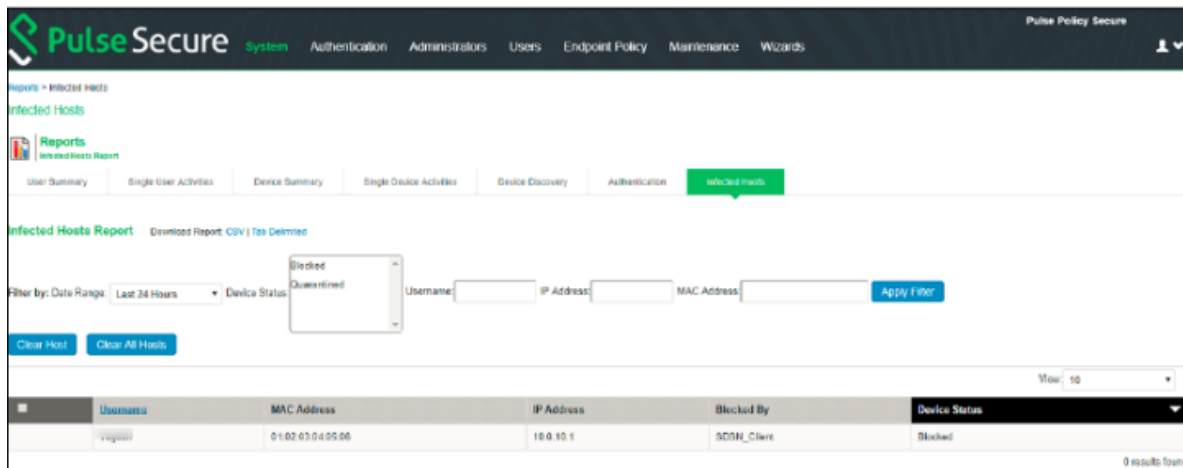 Pulse Policy Secure
Pulse Secure System Authentication Administrators Users Endpoint Policy Maintenance Wizards
Reports > Infected Hosts
Infected Hosts
Reports
Infected Hosts Report
User Summary Single User Activities Device Summary Single Device Activities Device Discovery Authentication Infected Hosts
Infected Hosts Report Download Report: CSV | Tab Delimited
Blocked
Quarantined
Filter by: Date Range: Last 24 Hours Device Status: Username: IP Address: MAC Address: Apply Filter
Clear Host Clear All Hosts
View: 10
Username MAC Address IP Address Blocked By Device Status
01:02:03:04:05:06 10.0.10.1 SDSN_Client Blocked
0 results foun